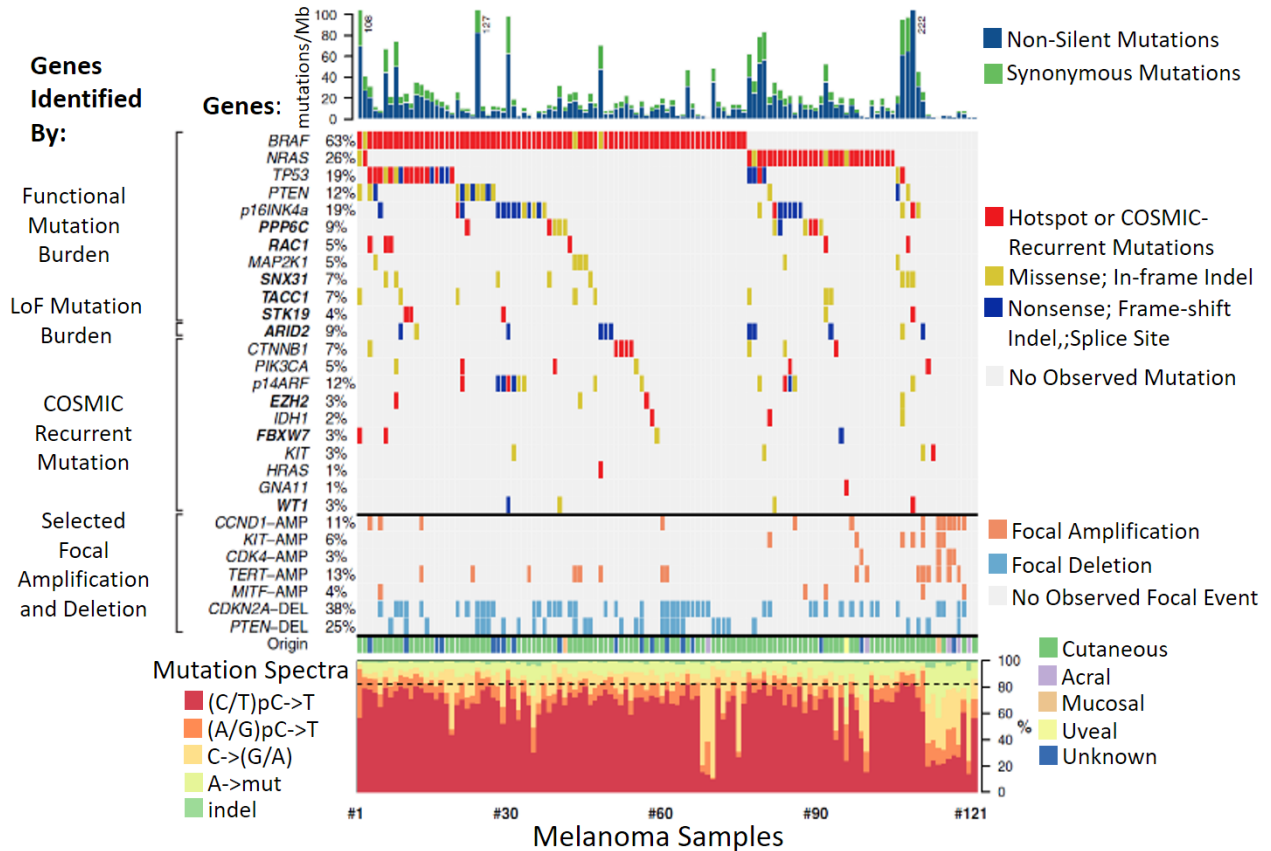 Genes
Identified
By:
Genes:
mutations/Mb
100
80
60
40
20
0
108
127
222
Non-Silent Mutations
Synonymous Mutations
Functional
Mutation
Burden
LoF Mutation
Burden
COSMIC
Recurrent
Mutation
Selected
Focal
Amplification
and Deletion
BRAF 63%
NRAS 26%
TP53 19%
PTEN 12%
p16INK4a 19%
PPP6C 9%
RAC1 5%
MAP2K1 5%
SNX31 7%
TACC1 7%
STK19 4%
ARID2 9%
CTNNB1 7%
PIK3CA 5%
p14ARF 12%
EZH2 3%
IDH1 2%
FBXW7 3%
KIT 3%
HRAS 1%
GNA11 1%
WT1 3%
CCND1–AMP 11%
KIT–AMP 6%
CDK4–AMP 3%
TERT–AMP 13%
MITF–AMP 4%
CDKN2A–DEL 38%
PTEN–DEL 25%
Origin
Hotspot or COSMIC-
Recurrent Mutations
Missense; In-frame Indel
Nonsense; Frame-shift
Indel,;Splice Site
No Observed Mutation
Focal Amplification
Focal Deletion
No Observed Focal Event
Cutaneous
Acral
Mucosal
Uveal
Unknown
Mutation Spectra
(C/T)pC->T
(A/G)pC->T
C->(G/A)
A->mut
indel
100
80
60
40
20
0
%
#1 #30 #60 #90 #121
Melanoma Samples